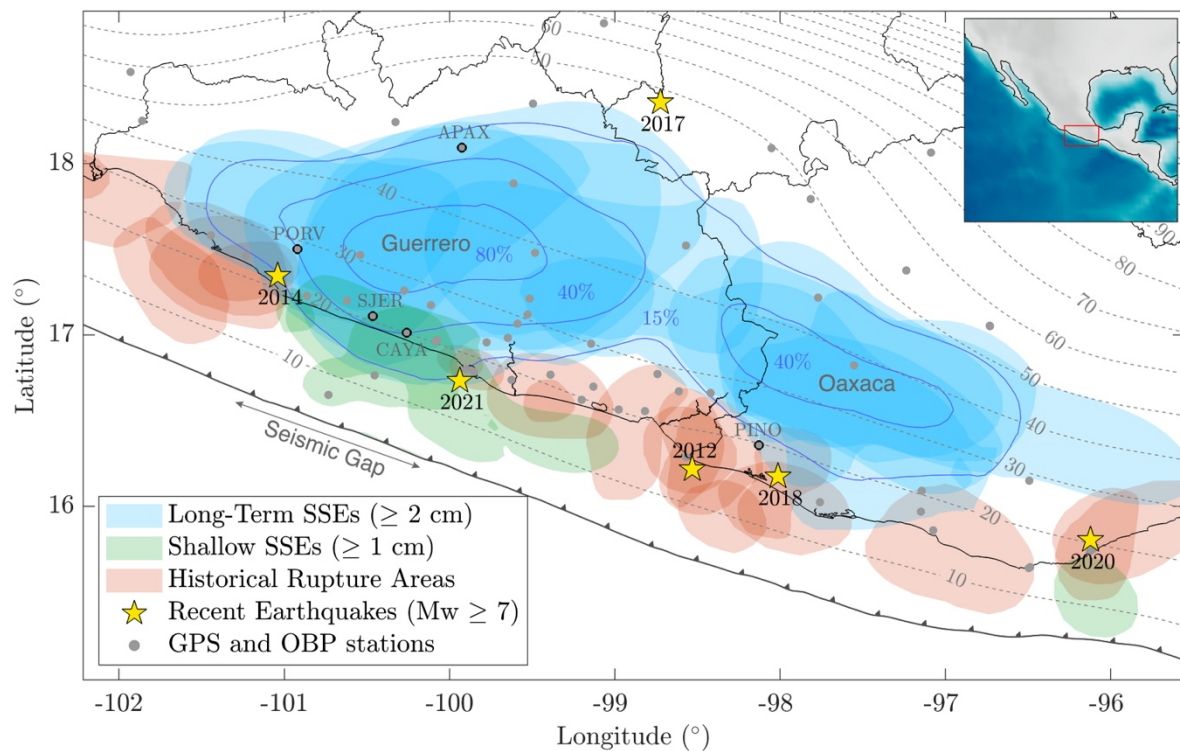 60
50
2017
APAX
18
40
PORV
Guerrero
80%
30
90
80
2014
20
SJER
40%
70
17
CAYA
15%
60
10
40%
50
2021
Oaxaca
Seismic Gap
PINO
40
2012
30
16
2018
20
2020
10
Long-Term SSEs (≥ 2 cm)
Shallow SSEs (≥ 1 cm)
Historical Rupture Areas
Recent Earthquakes (Mw ≥ 7)
GPS and OBP stations
Latitude (°)
-102 -101 -100 -99 -98 -97 -96
Longitude (°)